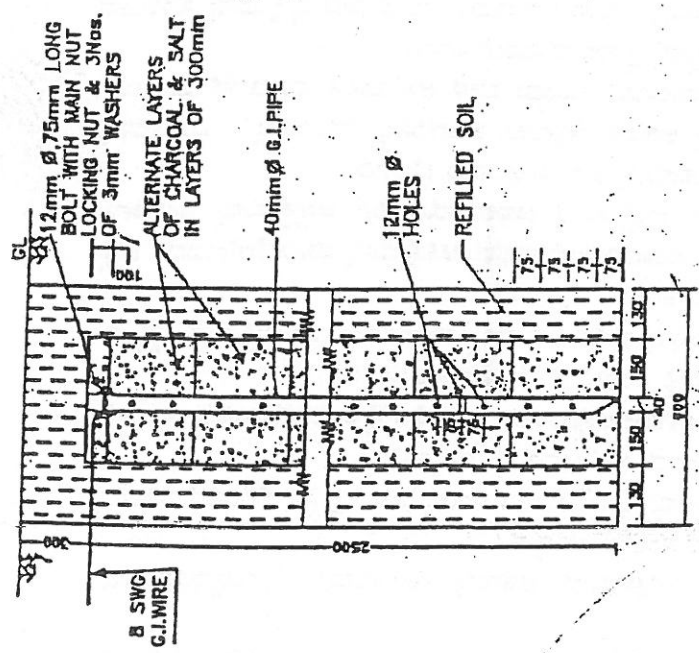 GL
12mm Ø,75mm LONG
BOLT WITH MAIN NUT
LOCKING NUT & 3Nos.
OF 3mm WASHERS
100
ALTERNATE LAYERS
OF CHARCOAL & SALT
IN LAYERS OF 300mm
40mmØ G.I.PIPE
12mm Ø
HOLES
REFILLED SOIL
75
75
75
75
75
75
300
2500
8 SWG
G.I.WIRE
130
150
40
150
130